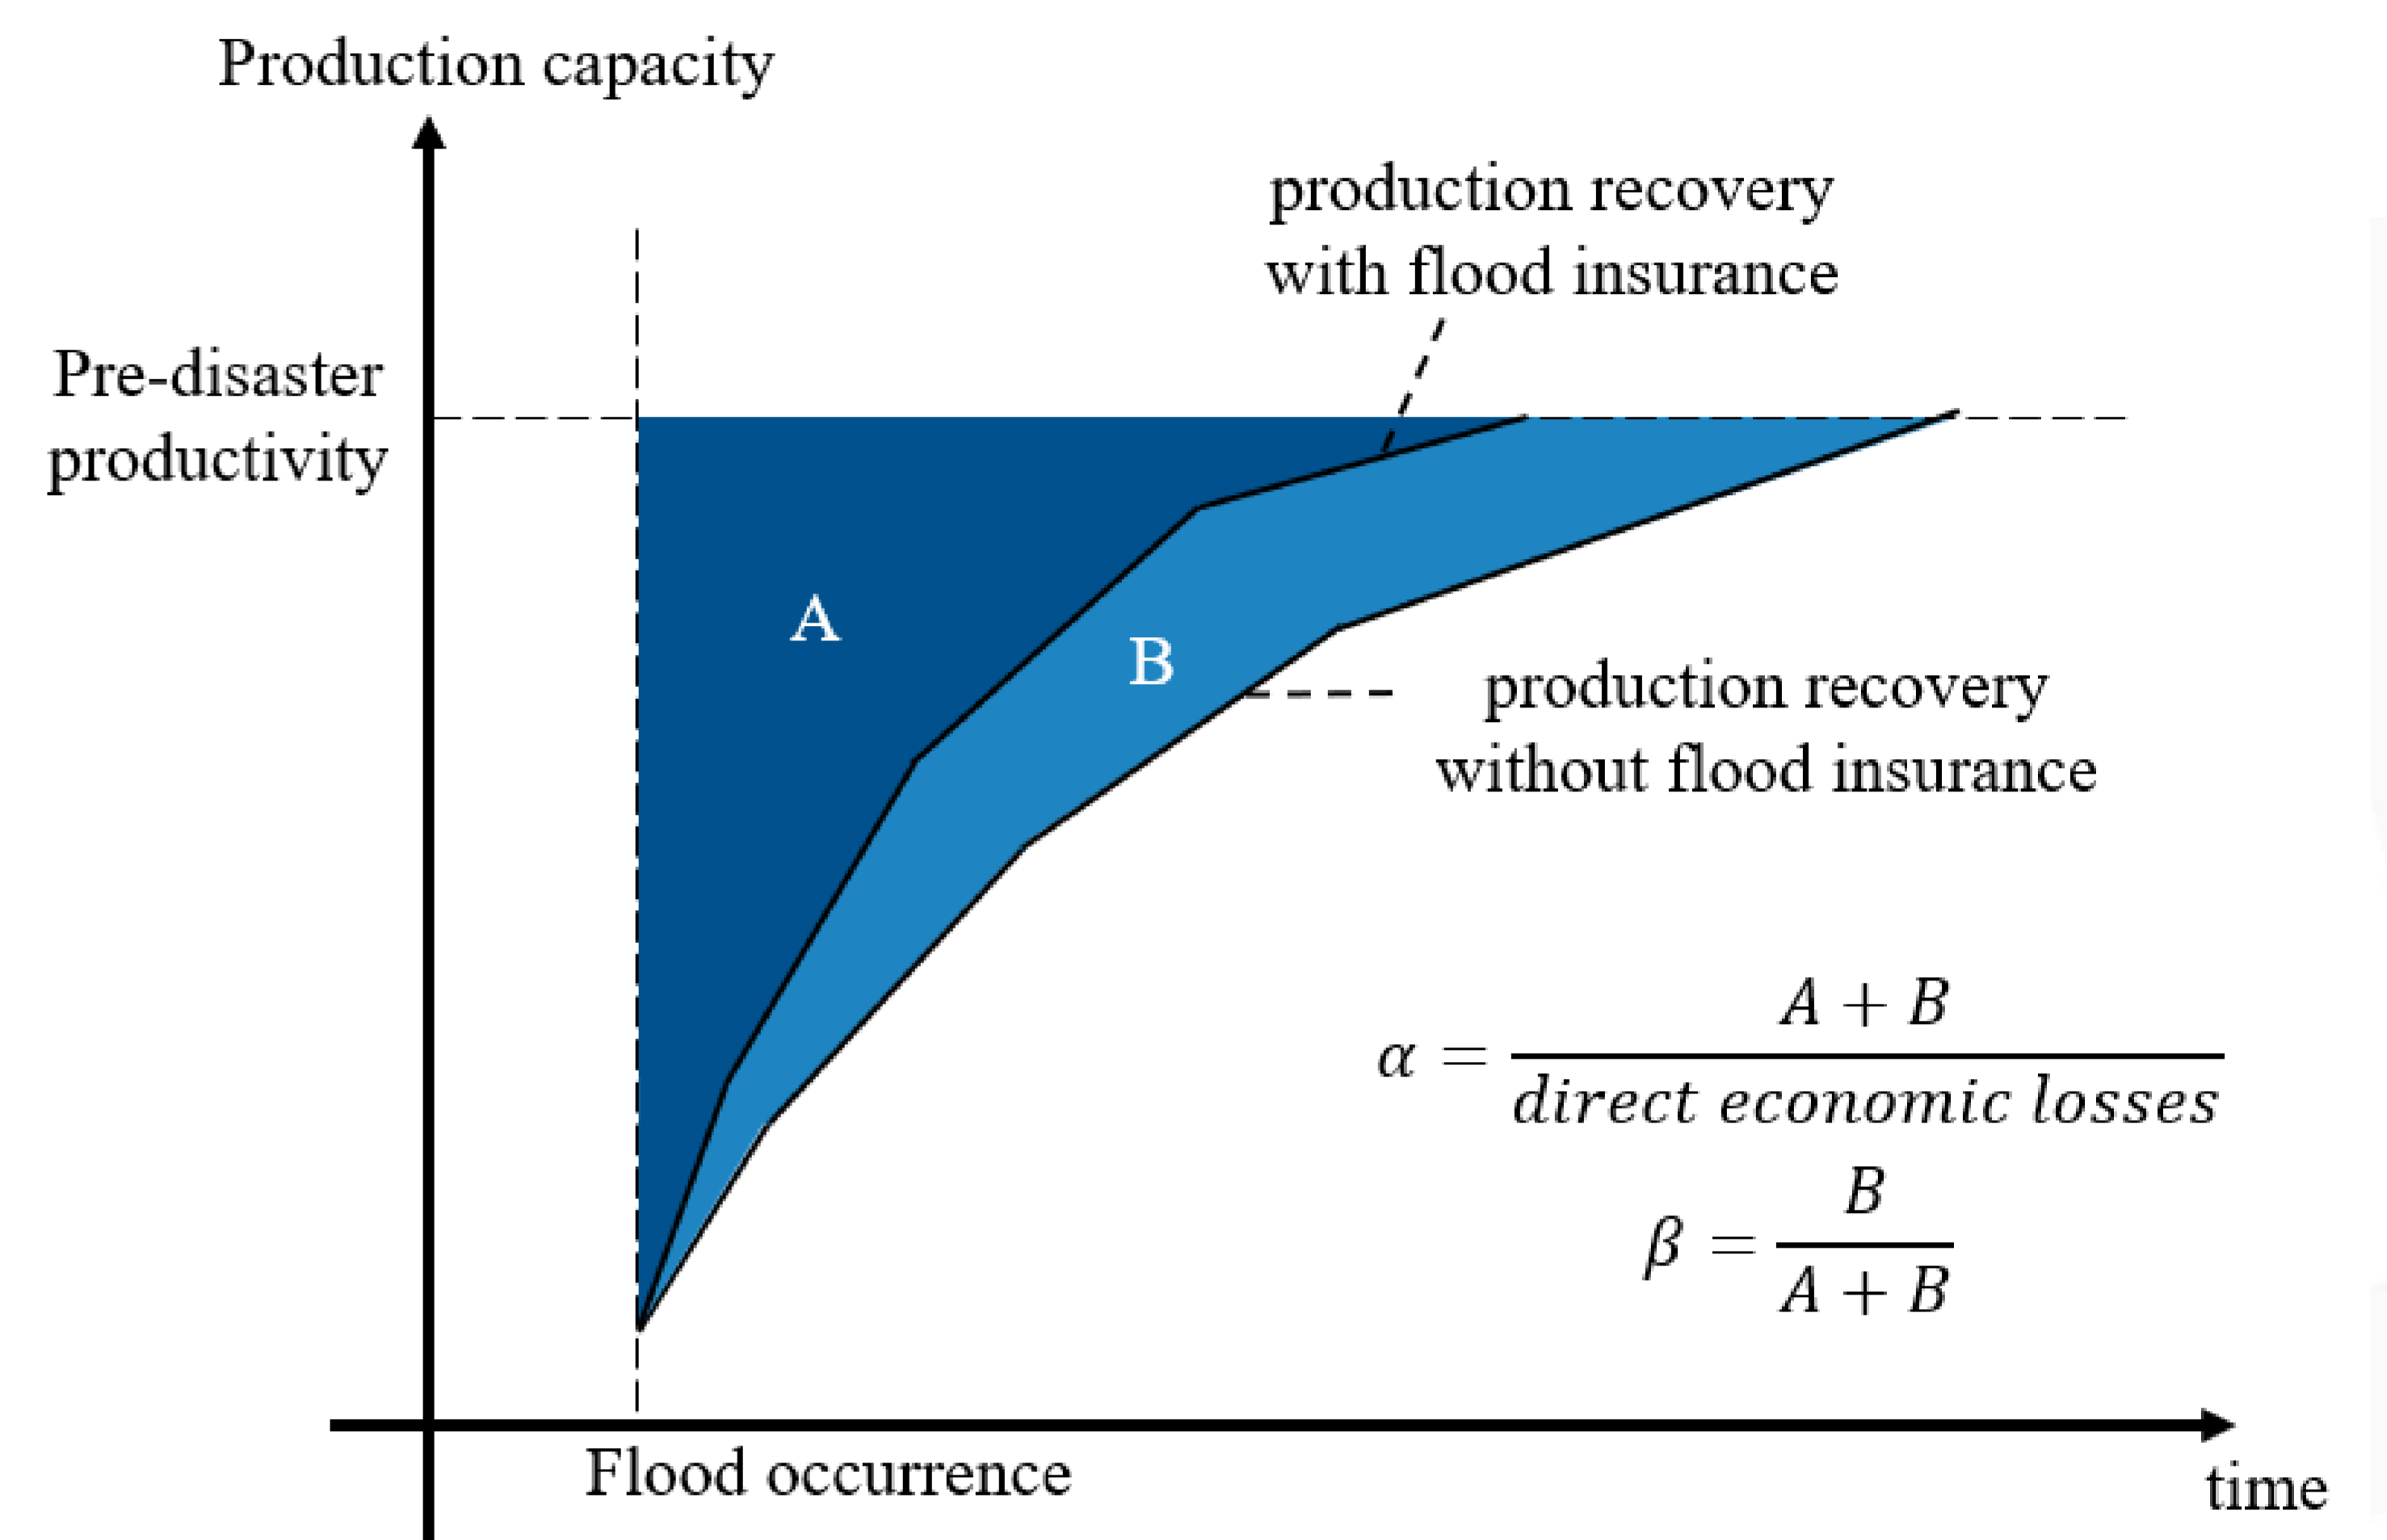 Production capacity
production recovery
with flood insurance
Pre-disaster
productivity
A
B
production recovery
without flood insurance
α = A + B / direct economic losses
β = B / A + B
Flood occurrence
time